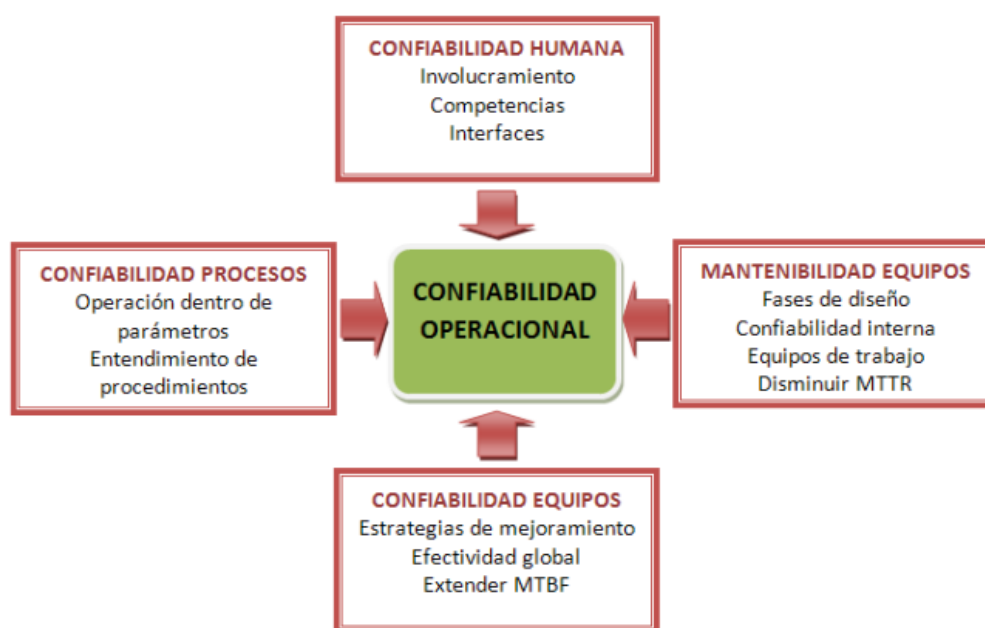 CONFIABILIDAD HUMANA
Involucramiento
Competencias
Interfaces
CONFIABILIDAD PROCESOS
Operación dentro de
parámetros
Entendimiento de
procedimientos
CONFIABILIDAD
OPERACIONAL
MANTENIBILIDAD EQUIPOS
Fases de diseño
Confiabilidad interna
Equipos de trabajo
Disminuir MTTR
CONFIABILIDAD EQUIPOS
Estrategias de mejoramiento
Efectividad global
Extender MTBF